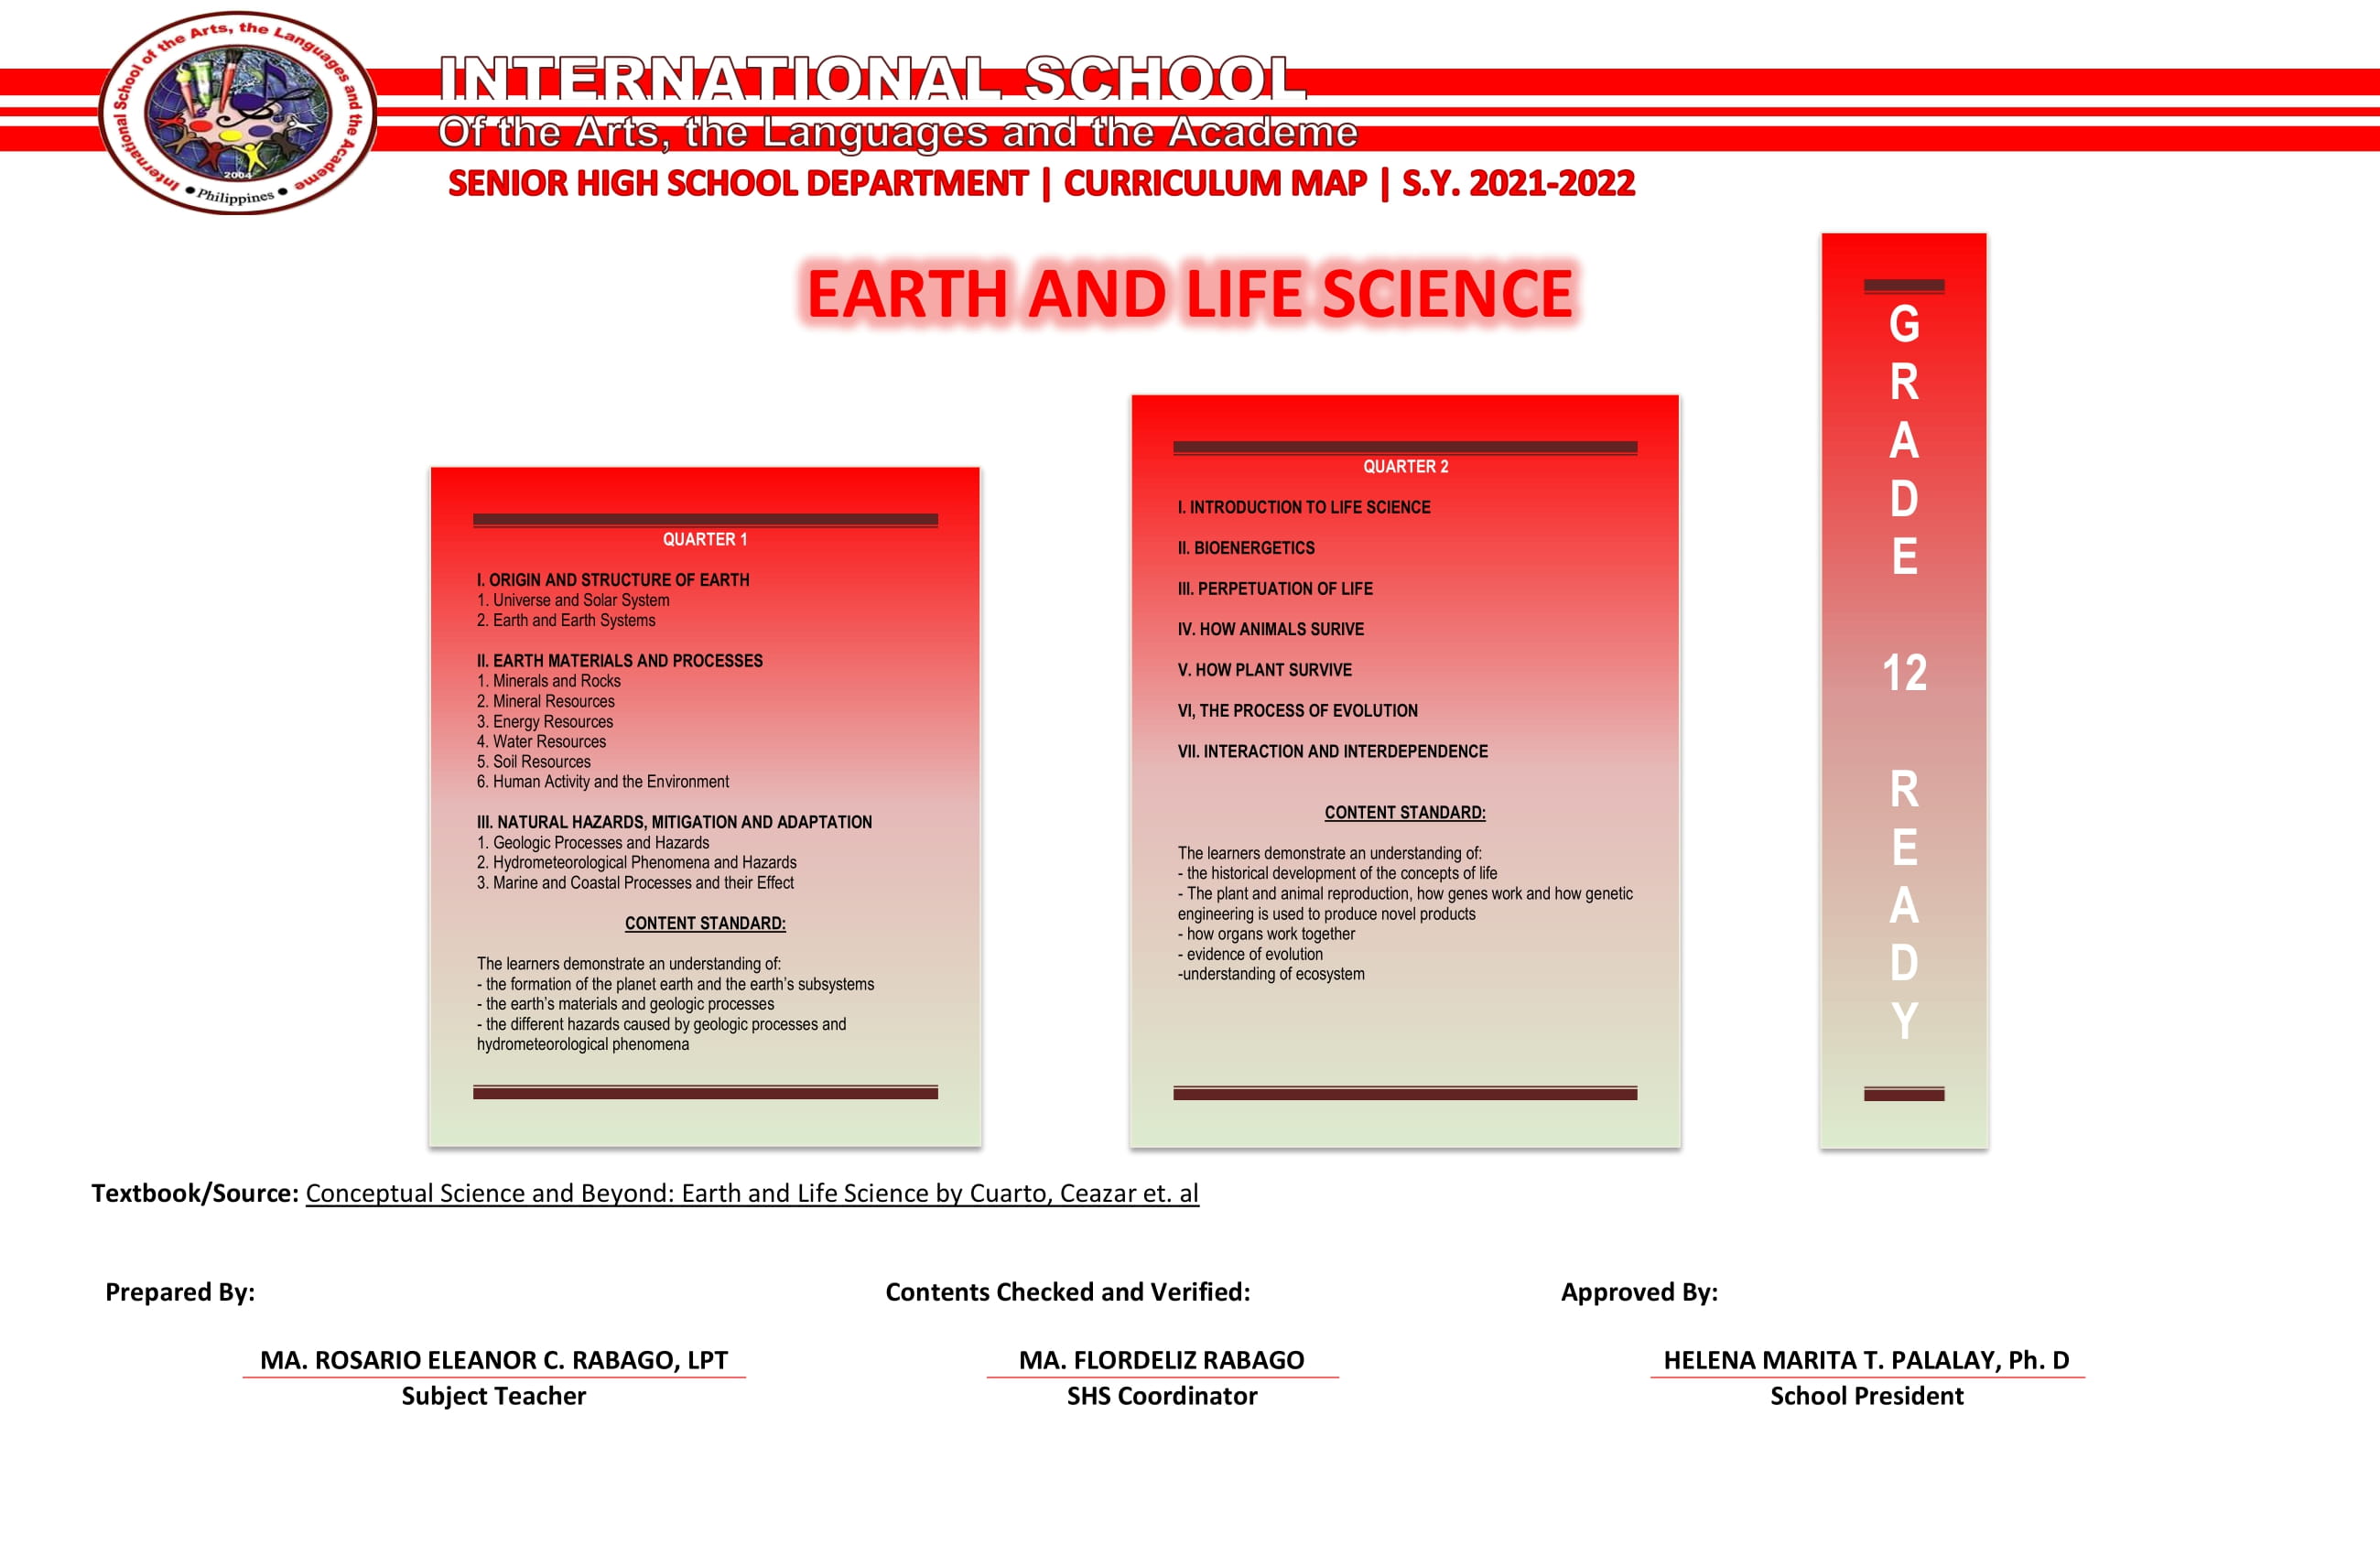 International School of the Arts, the Languages and the Academe
2004
Philippines
INTERNATIONAL SCHOOL
Of the Arts, the Languages and the Academe
SENIOR HIGH SCHOOL DEPARTMENT | CURRICULUM MAP | S.Y. 2021-2022
EARTH AND LIFE SCIENCE
QUARTER 1
I. ORIGIN AND STRUCTURE OF EARTH
1. Universe and Solar System
2. Earth and Earth Systems
II. EARTH MATERIALS AND PROCESSES
1. Minerals and Rocks
2. Mineral Resources
3. Energy Resources
4. Water Resources
5. Soil Resources
6. Human Activity and the Environment
III. NATURAL HAZARDS, MITIGATION AND ADAPTATION
1. Geologic Processes and Hazards
2. Hydrometeorological Phenomena and Hazards
3. Marine and Coastal Processes and their Effect
CONTENT STANDARD:
The learners demonstrate an understanding of:
- the formation of the planet earth and the earth's subsystems
- the earth's materials and geologic processes
- the different hazards caused by geologic processes and
hydrometeorological phenomena
QUARTER 2
I. INTRODUCTION TO LIFE SCIENCE
II. BIOENERGETICS
III. PERPETUATION OF LIFE
IV. HOW ANIMALS SURIVE
V. HOW PLANT SURVIVE
VI, THE PROCESS OF EVOLUTION
VII. INTERACTION AND INTERDEPENDENCE
CONTENT STANDARD:
The learners demonstrate an understanding of:
- the historical development of the concepts of life
- The plant and animal reproduction, how genes work and how genetic
engineering is used to produce novel products
- how organs work together
- evidence of evolution
-understanding of ecosystem
G
R
A
D
E
12
R
E
A
D
Y
Textbook/Source: Conceptual Science and Beyond: Earth and Life Science by Cuarto, Ceazar et. al
Prepared By:
Contents Checked and Verified:
Approved By:
MA. ROSARIO ELEANOR C. RABAGO, LPT
MA. FLORDELIZ RABAGO
HELENA MARITA T. PALALAY, Ph. D
Subject Teacher
SHS Coordinator
School President